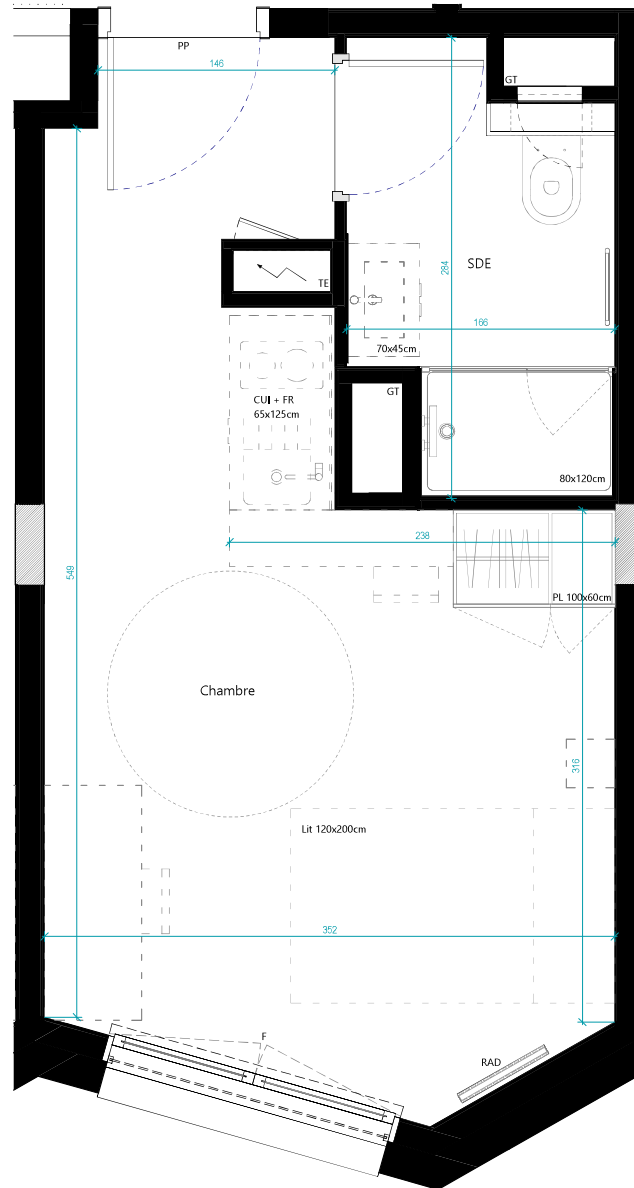 PP
146
GT
SDE
284
TE
166
70x45cm
CUI + FR
65x125cm
GT
80x120cm
238
549
PL 100x60cm
Chambre
316
Lit 120x200cm
352
F
RAD